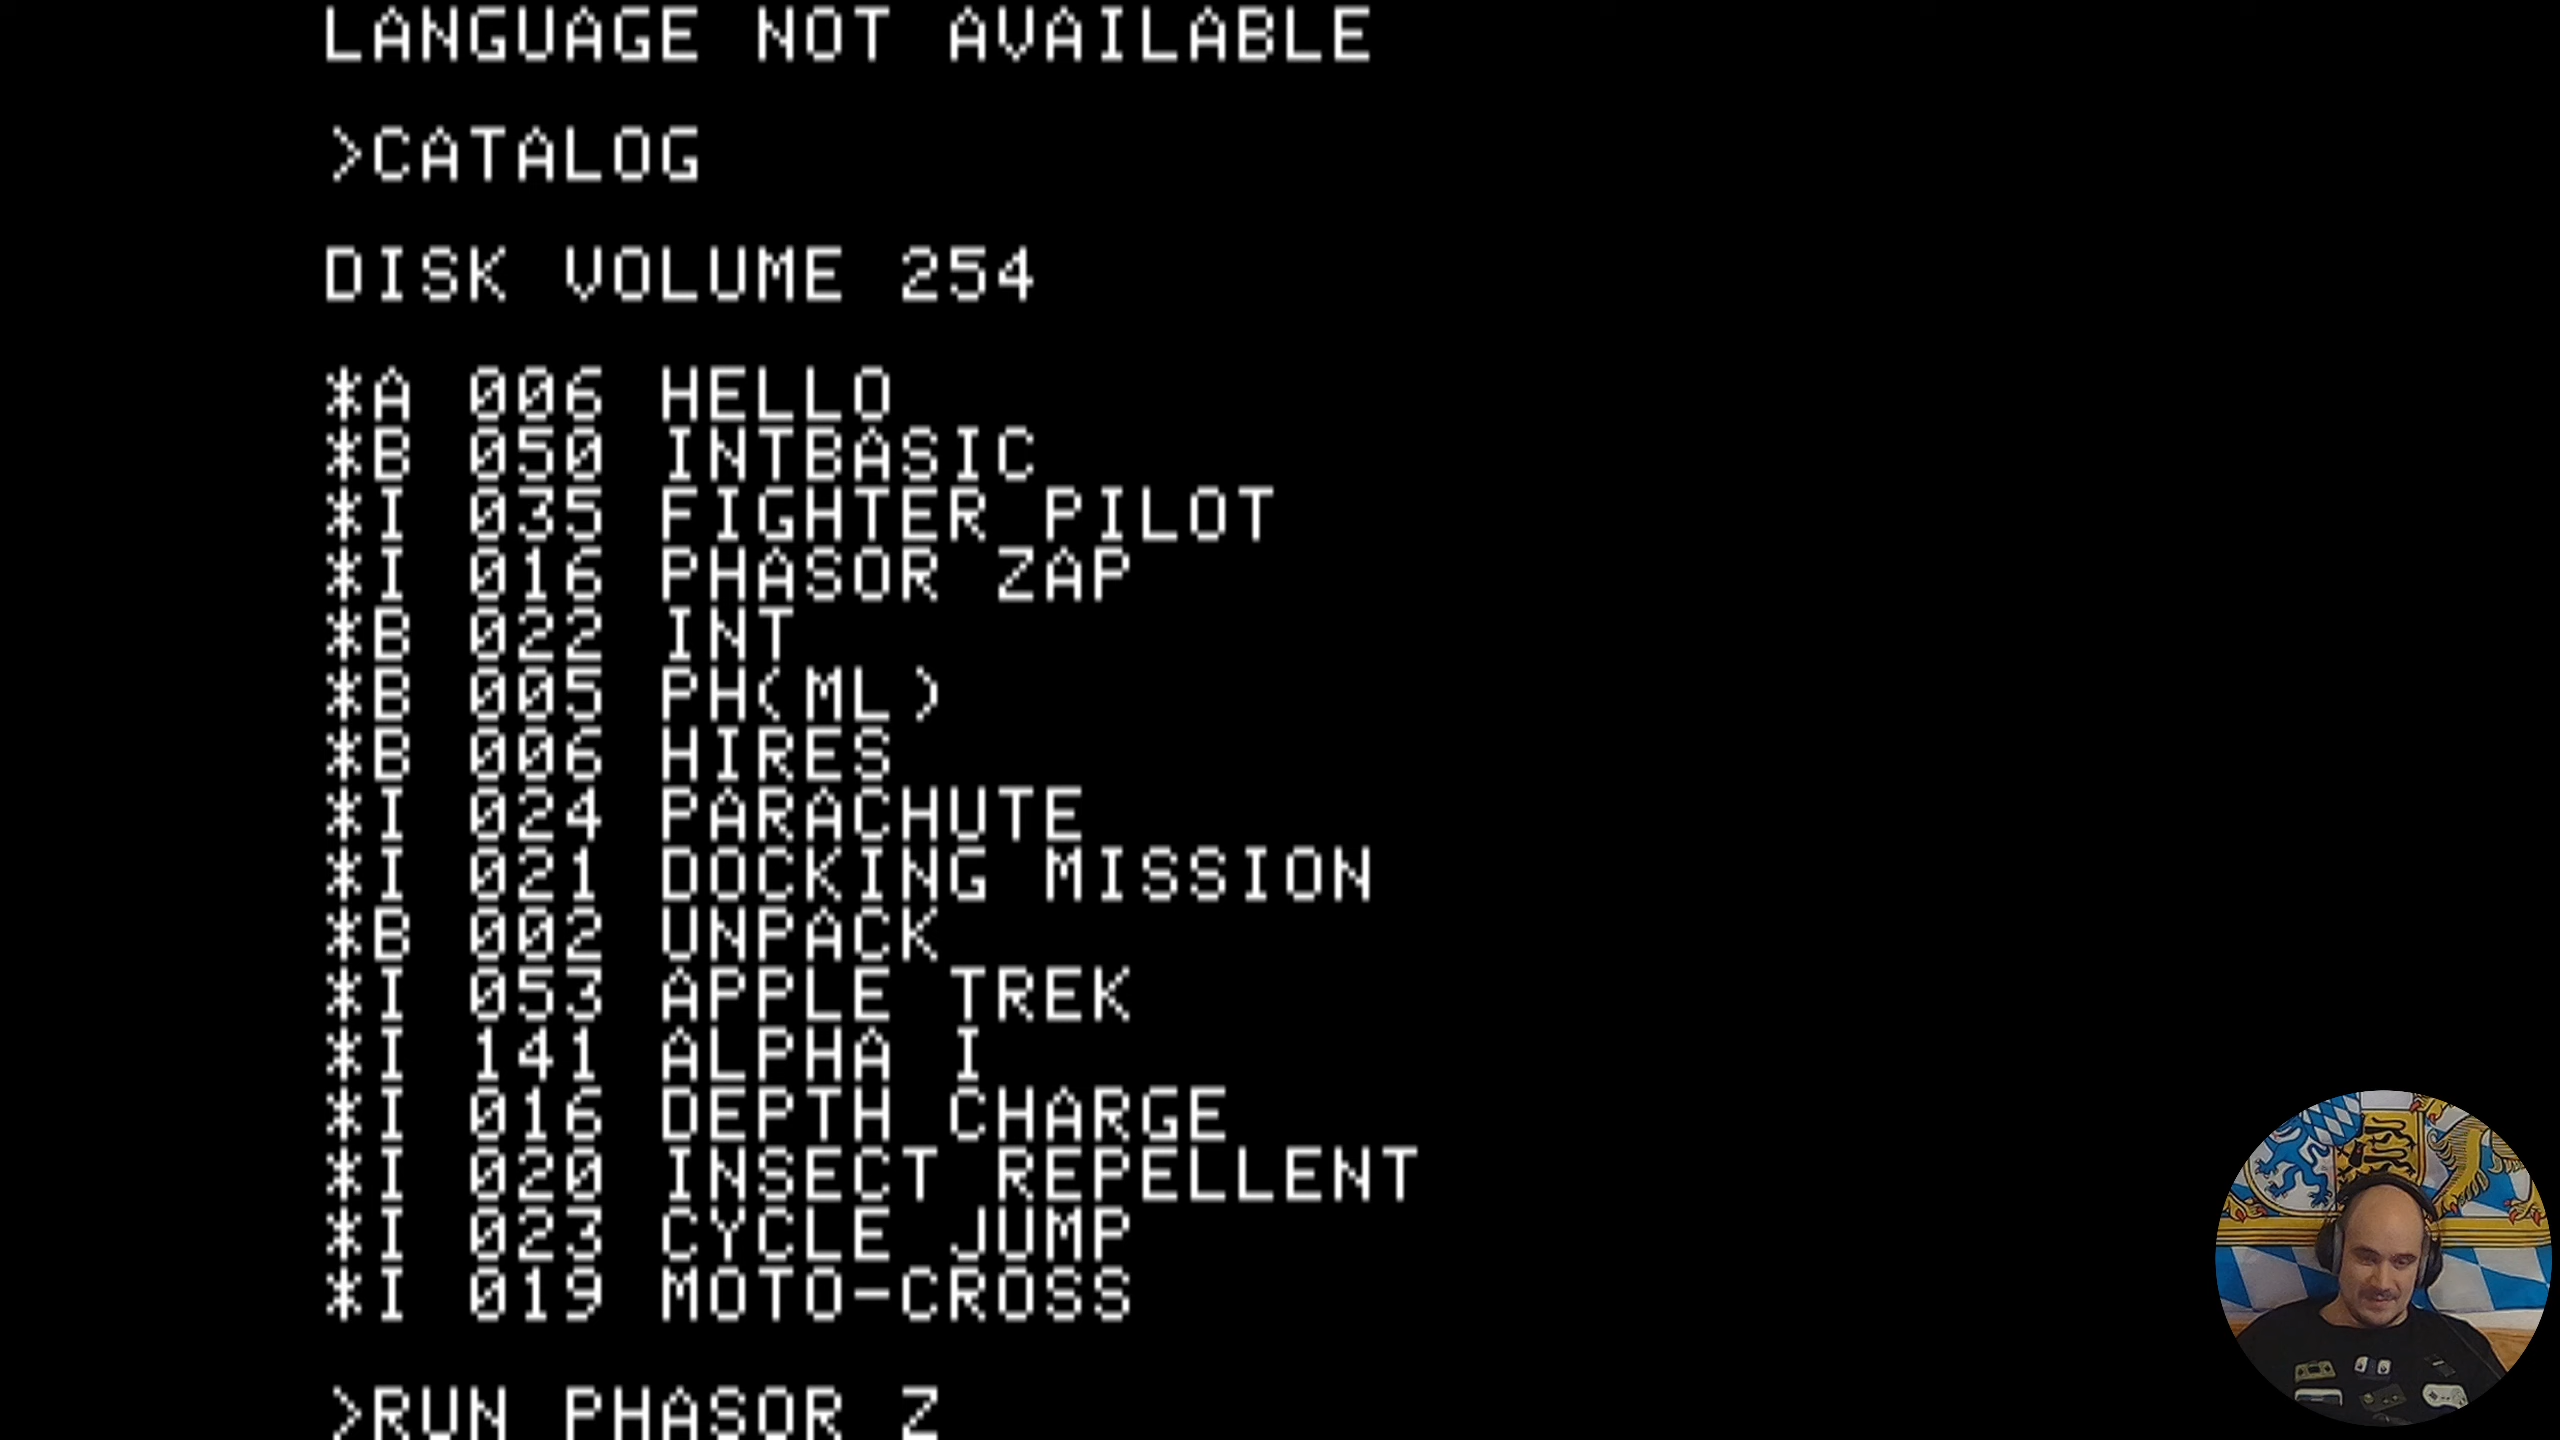 LANGUAGE NOT AVAILABLE
>CATALOG
DISK VOLUME 254
*A 006 HELLO
*B 050 INTBASIC
*I 035 FIGHTER PILOT
*I 016 PHASOR ZAP
*B 022 INT
*B 005 PH(ML)
*B 006 HIRES
*I 024 PARACHUTE
*I 021 DOCKING MISSION
*B 002 UNPACK
*I 053 APPLE TREK
*I 141 ALPHA I
*I 016 DEPTH CHARGE
*I 020 INSECT REPELLENT
*I 023 CYCLE JUMP
*I 019 MOTO-CROSS
>RUN PHASOR Z